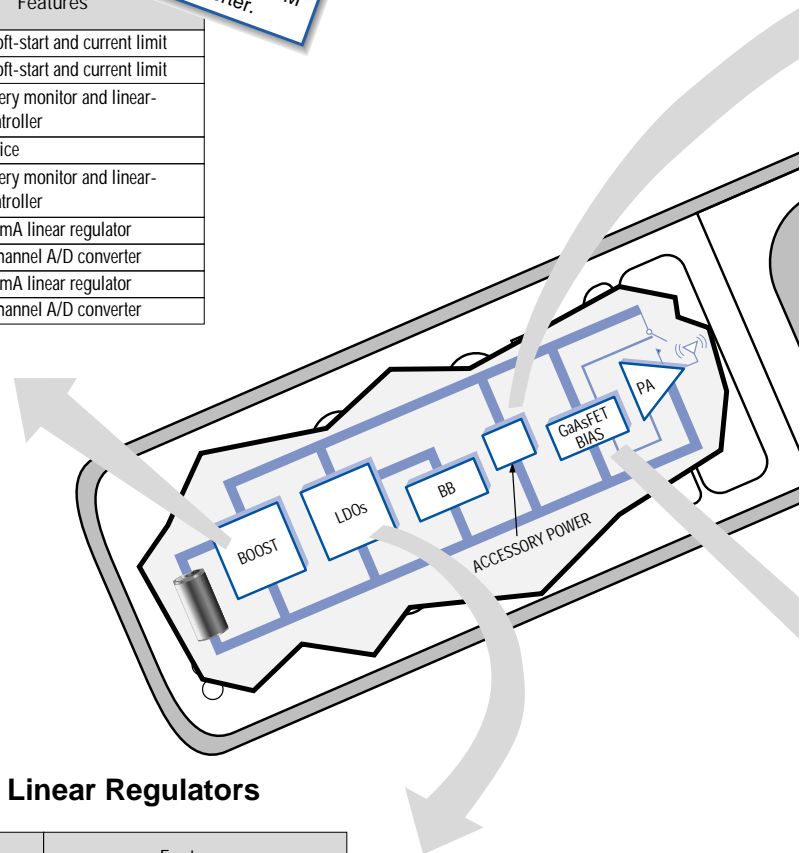 Features
oft-start and current limit
oft-start and current limit
ery monitor and linear-
troller
ice
ery monitor and linear-
troller
mA linear regulator
hannel A/D converter
mA linear regulator
hannel A/D converter
PA
GaAsFET
BIAS
BB
LDOs
BOOST
ACCESSORY POWER
Linear Regulators